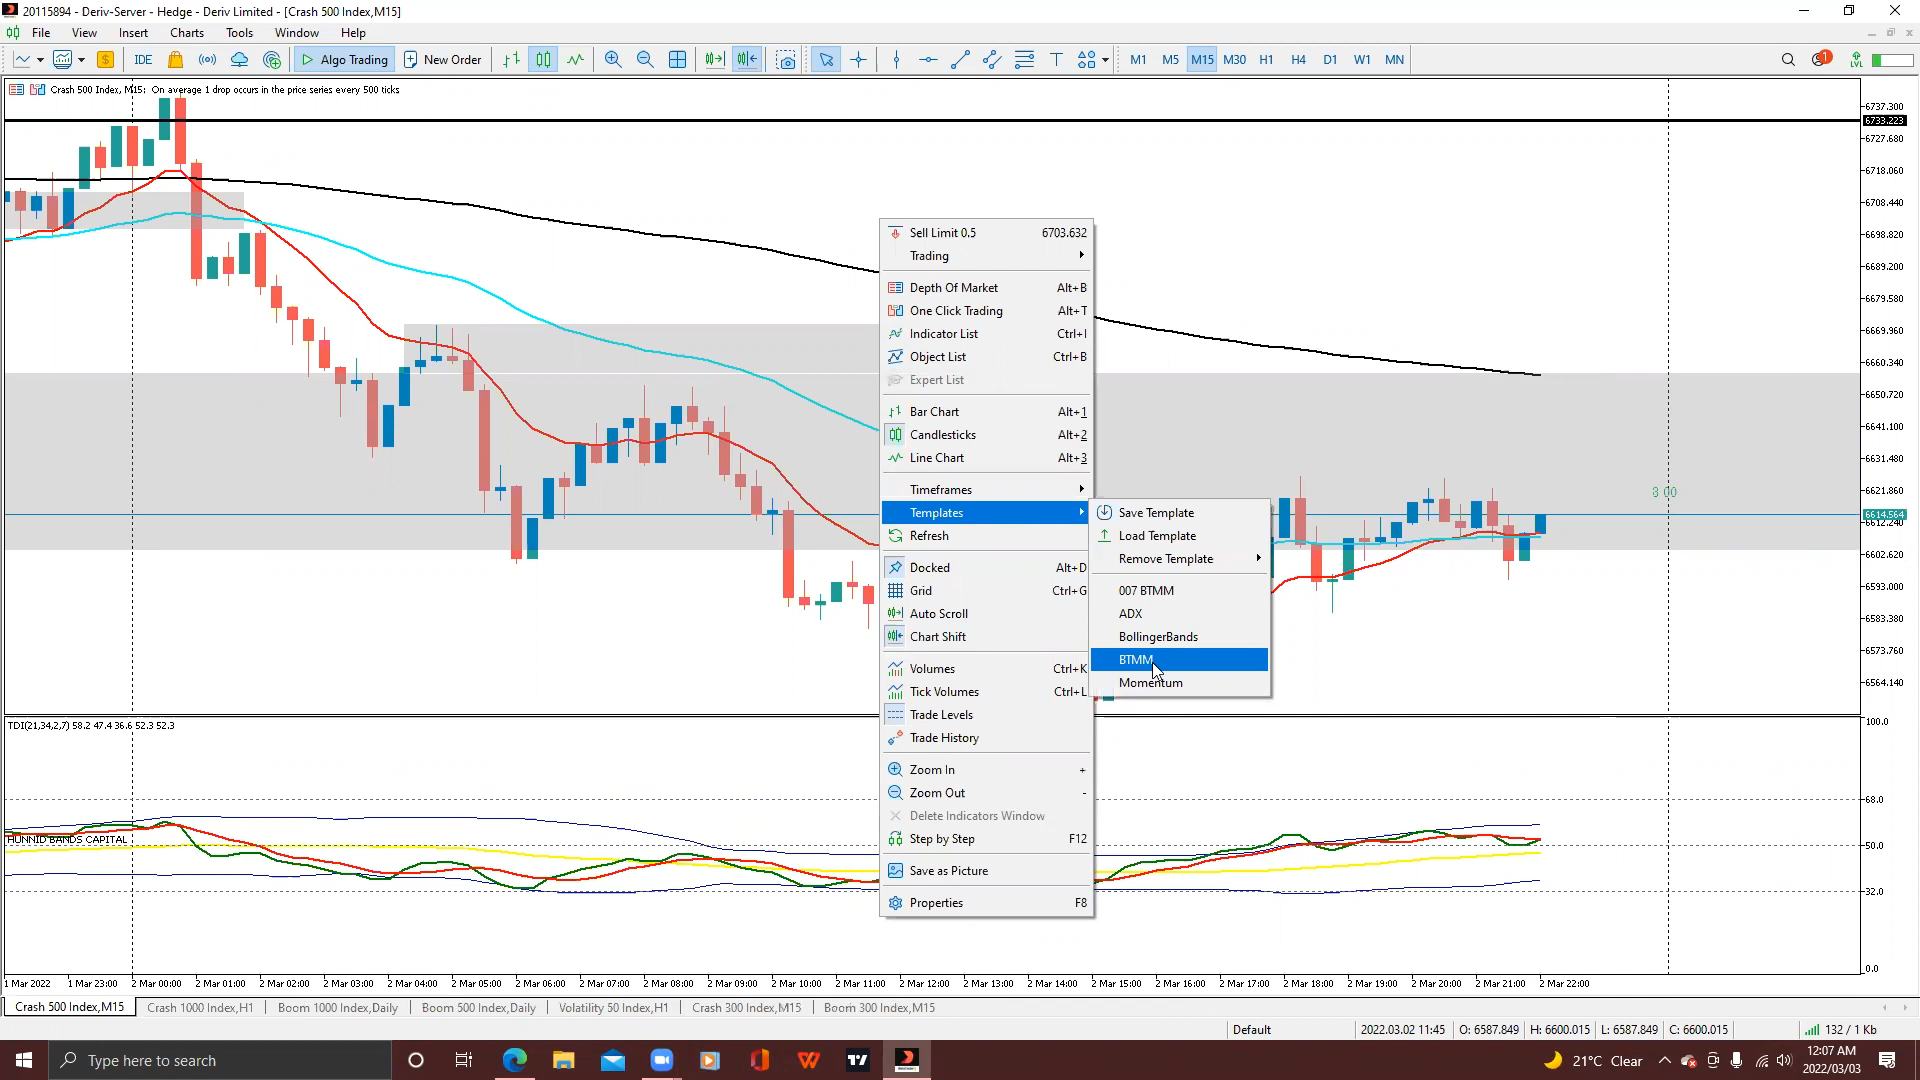 20115894 - Deriv-Server - Hedge - Deriv Limited - [Crash 500 Index,M15]
File View Insert Charts Tools Window Help
IDE Algo Trading New Order M1 M5 M15 M30 H1 H4 D1 W1 MN 1 LVL
Crash 500 Index, M15: On average 1 drop occurs in the price series every 500 ticks
6737.300
6733.223
6727.680
6718.060
6708.440
6698.820
6689.200
6679.580
6669.960
6660.340
6650.720
6641.100
6631.480
6621.860
6614.564
6612.240
6602.620
6593.000
6583.380
6573.760
6564.140
Sell Limit 0.5 6703.632
Trading
Depth Of Market Alt+B
One Click Trading Alt+T
Indicator List Ctrl+I
Object List Ctrl+B
Expert List
Bar Chart Alt+1
Candlesticks Alt+2
Line Chart Alt+3
Timeframes
Templates
Refresh
Docked Alt+D
Grid Ctrl+G
Auto Scroll
Chart Shift
Volumes Ctrl+K
Tick Volumes Ctrl+L
Trade Levels
Trade History
Zoom In +
Zoom Out -
Delete Indicators Window
Step by Step F12
Save as Picture
Properties F8
Save Template
Load Template
Remove Template
007 BTMM
ADX
BollingerBands
BTMM
Momentum
TDI(21,34,2,7) 58.2 47.4 36.6 52.3 52.3
HUNNID BANDS CAPITAL
100.0
68.0
50.0
32.0
0.0
1 Mar 2022 1 Mar 23:00 2 Mar 00:00 2 Mar 01:00 2 Mar 02:00 2 Mar 03:00 2 Mar 04:00 2 Mar 05:00 2 Mar 06:00 2 Mar 07:00 2 Mar 08:00 2 Mar 09:00 2 Mar 10:00 2 Mar 11:00 2 Mar 12:00 2 Mar 13:00 2 Mar 14:00 2 Mar 15:00 2 Mar 16:00 2 Mar 17:00 2 Mar 18:00 2 Mar 19:00 2 Mar 20:00 2 Mar 21:00 2 Mar 22:00
Crash 500 Index,M15 Crash 1000 Index,H1 Boom 1000 Index,Daily Boom 500 Index,Daily Volatility 50 Index,H1 Crash 300 Index,M15 Boom 300 Index,M15
Default 2022.03.02 11:45 O: 6587.849 H: 6600.015 L: 6587.849 C: 6600.015 132 / 1 Kb
Type here to search 21°C Clear 12:07 AM
2022/03/03